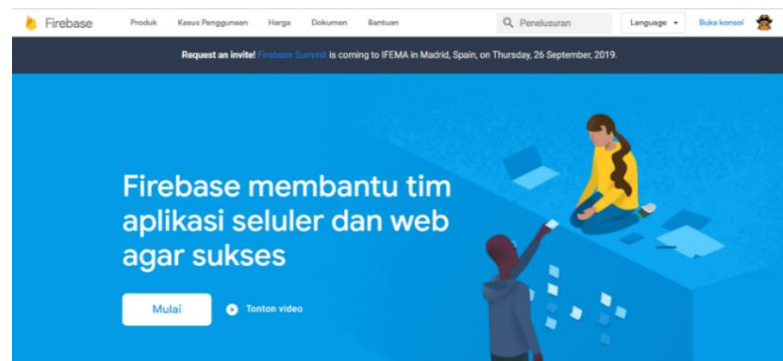 Firebase Produk Kasus Penggunaan Harga Dokumen Bantuan Penelusuran Language Buka konsol
Request an invite! Firebase Summit is coming to IFEMA in Madrid, Spain, on Thursday, 26 September, 2019.
Firebase membantu tim
aplikasi seluler dan web
agar sukses
Mulai Tonton video